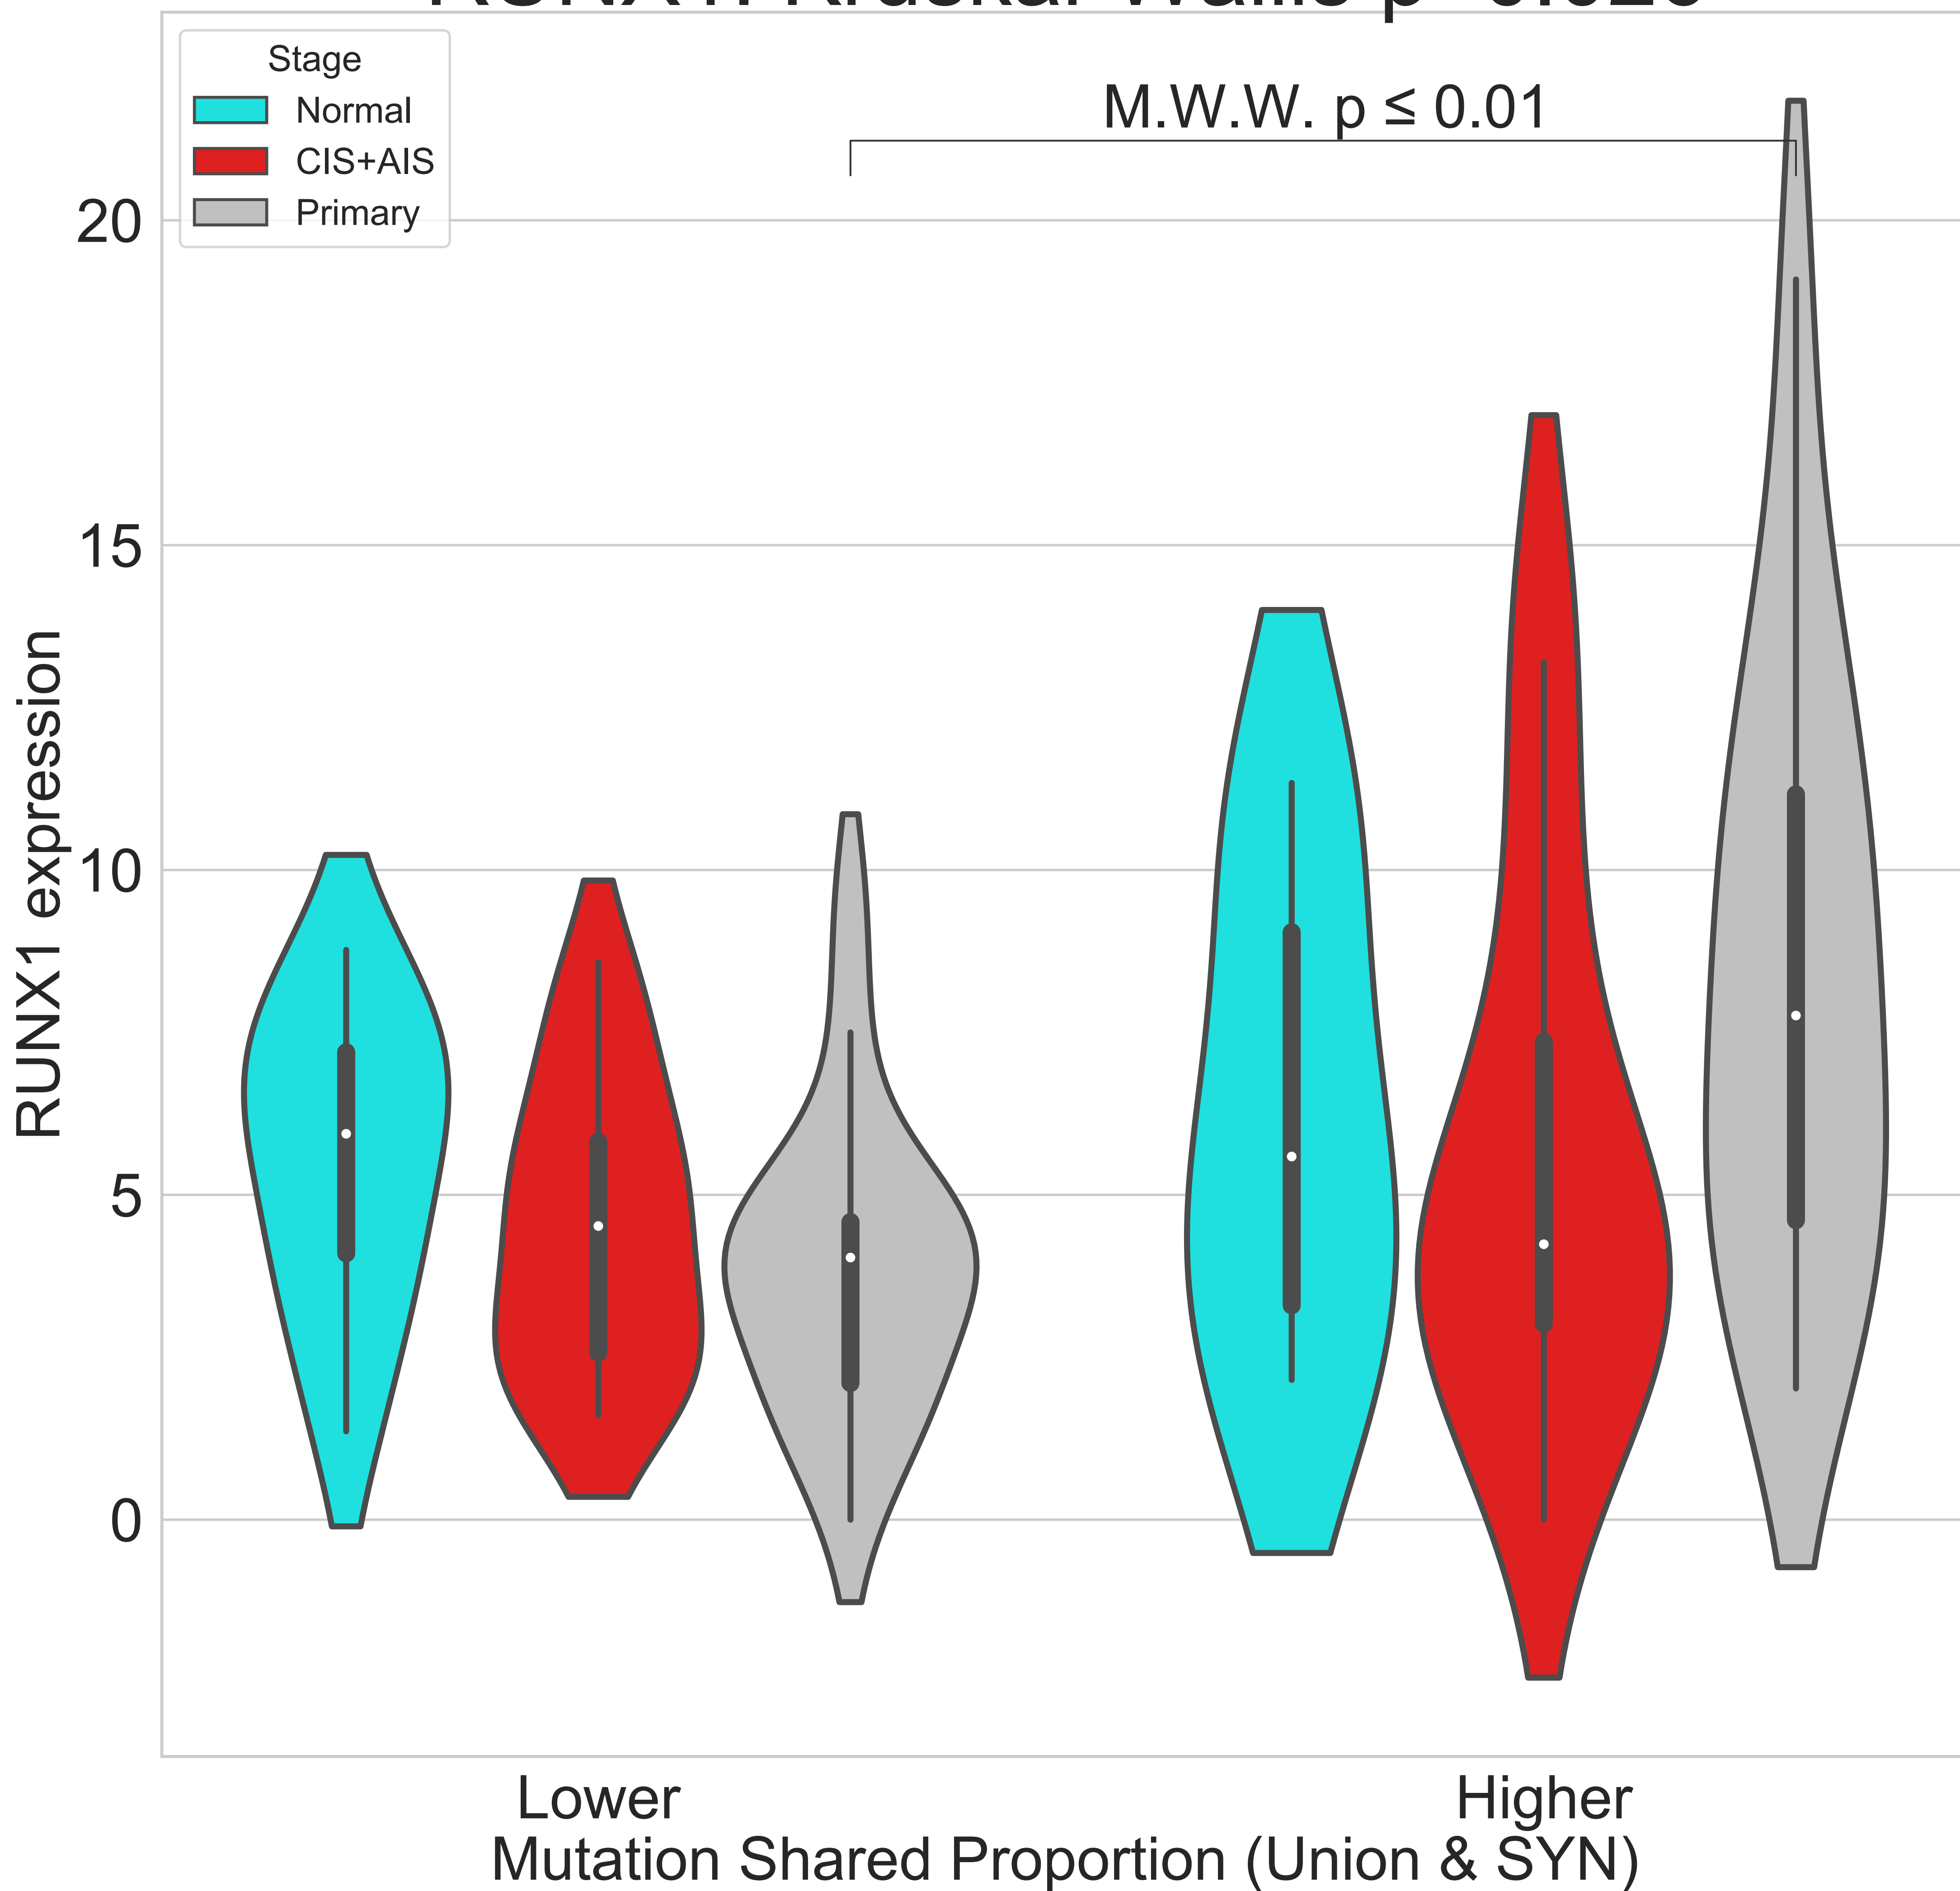 Stage
Normal
CIS+AIS
Primary
M.W.W. p ≤ 0.01
20
15
10
5
0
RUNX1 expression
Lower
Higher
Mutation Shared Proportion (Union & SYN)